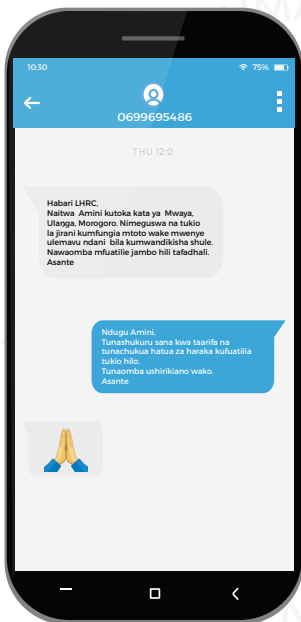 10:30
75%
0699695486
THU 12:0
Habari LHRC,
Naitwa Amini kutoka kata ya Mwaya,
Ulanga, Morogoro. Nimeguswa na tukio
la jirani kumfungia mtoto wake mwenye
ulemavu ndani bila kumwandikisha shule.
Nawaomba mfuatilie jambo hili tafadhali.
Asante
Ndugu Amini,
Tunashukuru sana kwa taarifa na
tunachukua hatua za haraka kufuatilia
tukio hilo.
Tunaomba ushirikiano wako.
Asante